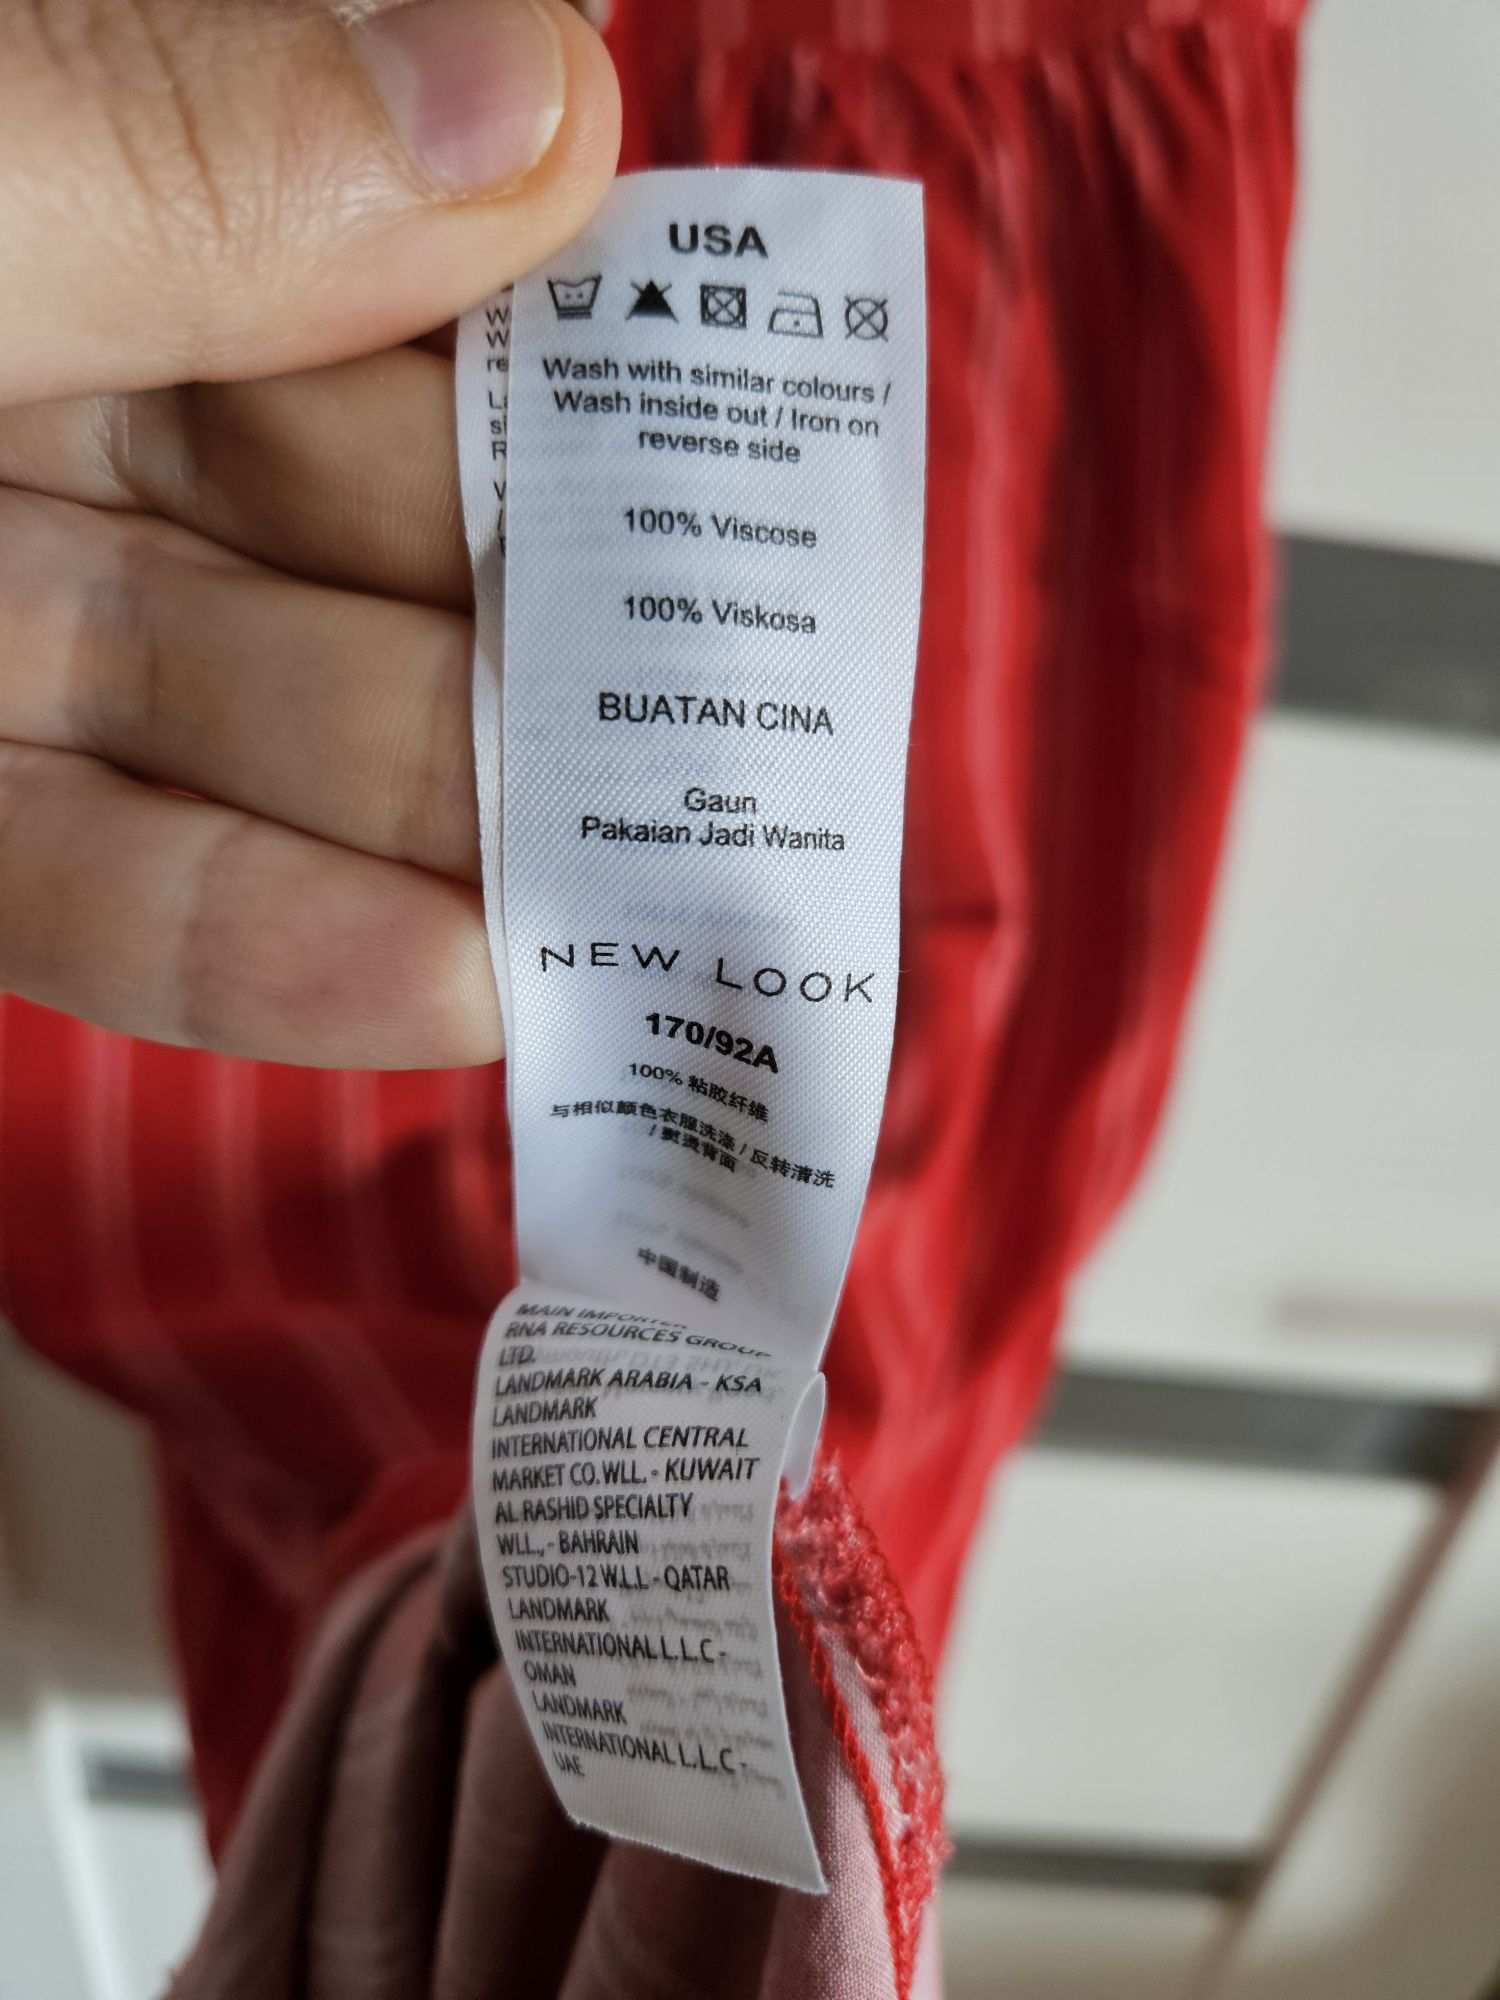 USA
Wash with similar colours /
Wash inside out / Iron on
reverse side
100% Viscose
100% Viskosa
BUATAN CINA
Gaun
Pakaian Jadi Wanita
NEW LOOK
170/92A
100% 粘胶纤维
与相似颜色衣服洗涤 / 反转清洗
/ 熨烫背面
中国制造
MAIN IMPORTER
RNA RESOURCES GROUP
LTD.
LANDMARK ARABIA - KSA
LANDMARK
INTERNATIONAL CENTRAL
MARKET CO. WLL. - KUWAIT
AL RASHID SPECIALTY
WLL., - BAHRAIN
STUDIO-12 W.L.L - QATAR
LANDMARK
INTERNATIONAL L.L.C -
OMAN
LANDMARK
INTERNATIONAL L.L.C -
UAE